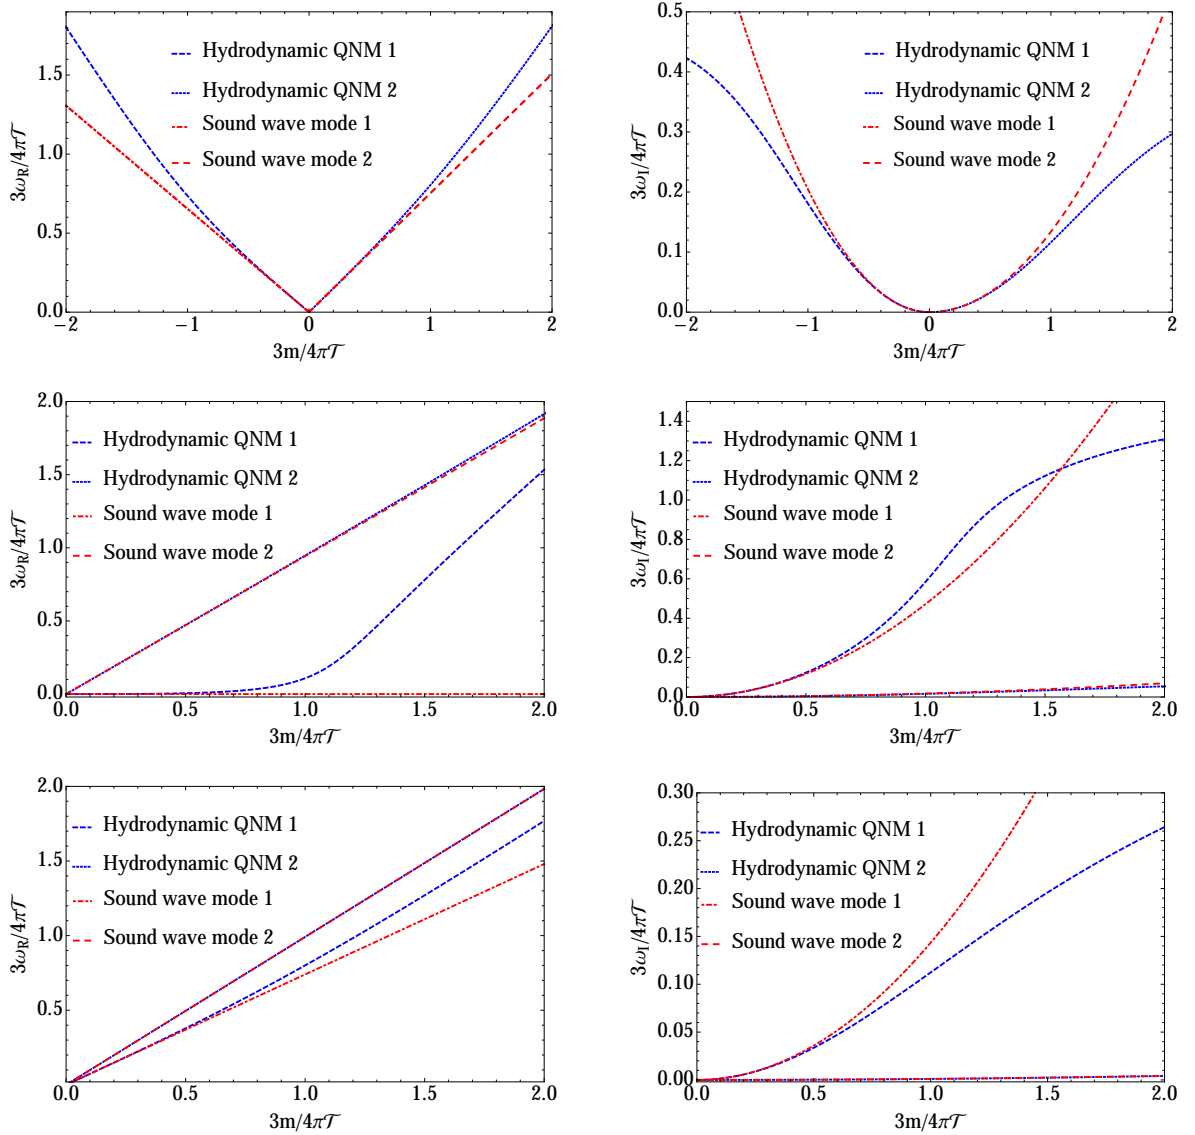 Hydrodynamic QNM 1
Hydrodynamic QNM 2
Sound wave mode 1
Sound wave mode 2
3ω_R/4π𝒯
0.0
0.5
1.0
1.5
−2
−1
0
1
2
3m/4π𝒯
Hydrodynamic QNM 1
Hydrodynamic QNM 2
Sound wave mode 1
Sound wave mode 2
3ω_I/4π𝒯
0.0
0.1
0.2
0.3
0.4
0.5
−2
−1
0
1
2
3m/4π𝒯
Hydrodynamic QNM 1
Hydrodynamic QNM 2
Sound wave mode 1
Sound wave mode 2
3ω_R/4π𝒯
0.0
0.5
1.0
1.5
2.0
0.0
0.5
1.0
1.5
2.0
3m/4π𝒯
Hydrodynamic QNM 1
Hydrodynamic QNM 2
Sound wave mode 1
Sound wave mode 2
3ω_I/4π𝒯
0.0
0.2
0.4
0.6
0.8
1.0
1.2
1.4
0.0
0.5
1.0
1.5
2.0
3m/4π𝒯
Hydrodynamic QNM 1
Hydrodynamic QNM 2
Sound wave mode 1
Sound wave mode 2
3ω_R/4π𝒯
0.5
1.0
1.5
2.0
0.0
0.5
1.0
1.5
2.0
3m/4π𝒯
Hydrodynamic QNM 1
Hydrodynamic QNM 2
Sound wave mode 1
Sound wave mode 2
3ω_I/4π𝒯
0.00
0.05
0.10
0.15
0.20
0.25
0.30
0.0
0.5
1.0
1.5
2.0
3m/4π𝒯